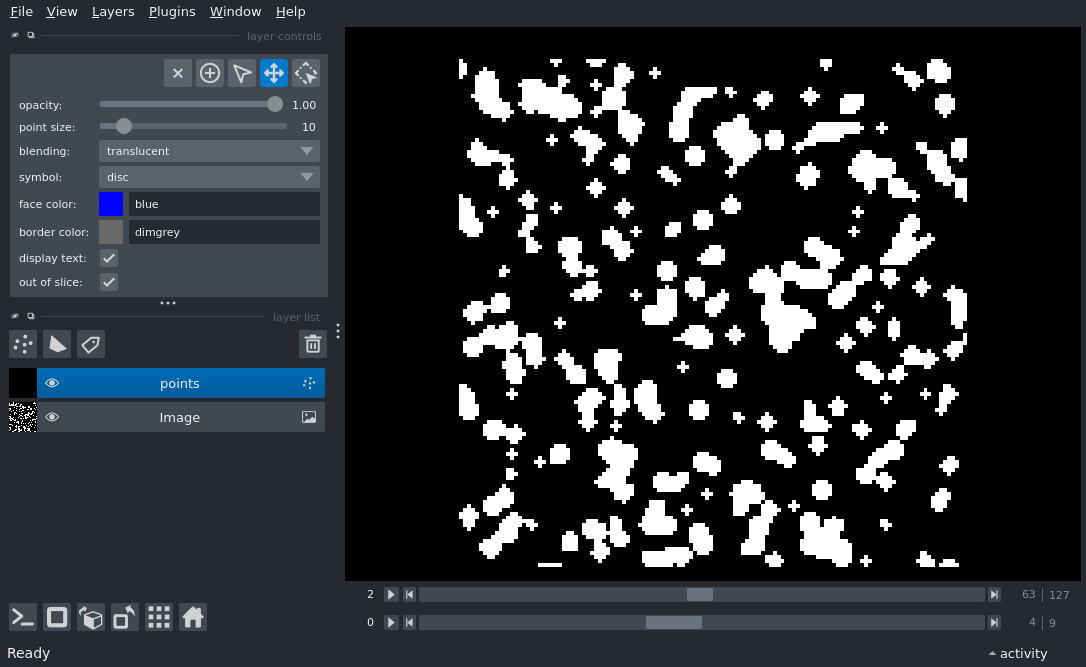 File View Layers Plugins Window Help
layer controls
opacity: 1.00
point size: 10
blending: translucent
symbol: disc
face color: blue
border color: dimgrey
display text:
out of slice:
layer list
points
Image
2 63 | 127
0 4 | 9
Ready activity